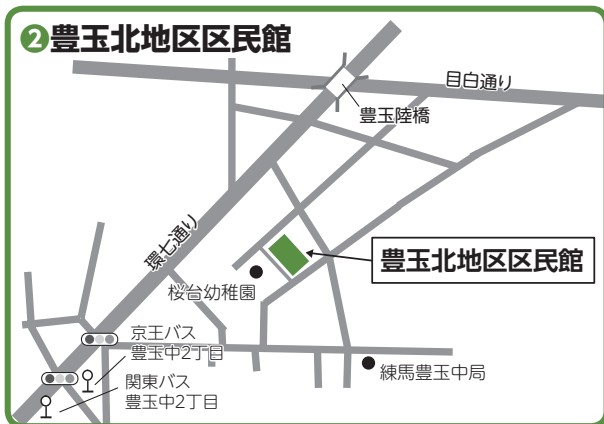 ❷豊玉北地区区民館
目白通り
豊玉陸橋
環七通り
豊玉北地区区民館
桜台幼稚園
京王バス
豊玉中2丁目
練馬豊玉中局
関東バス
豊玉中2丁目